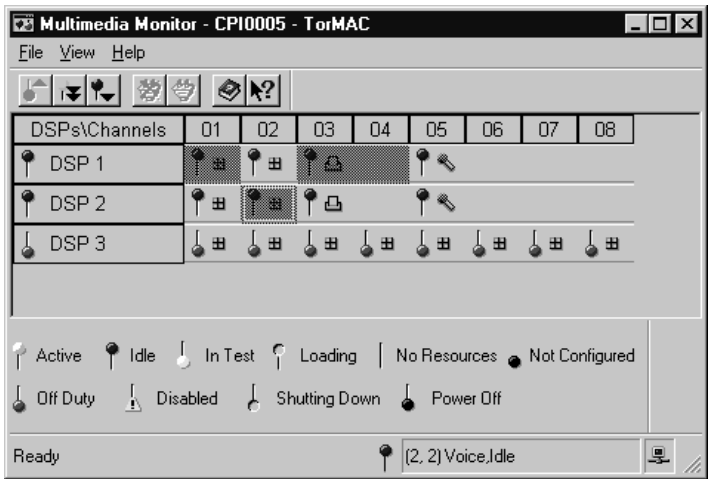 Multimedia Monitor - CPI0005 - TorMAC
File View Help
DSPs\Channels 01 02 03 04 05 06 07 08
DSP 1
DSP 2
DSP 3
Active Idle In Test Loading No Resources Not Configured
Off Duty Disabled Shutting Down Power Off
Ready (2, 2) Voice,Idle